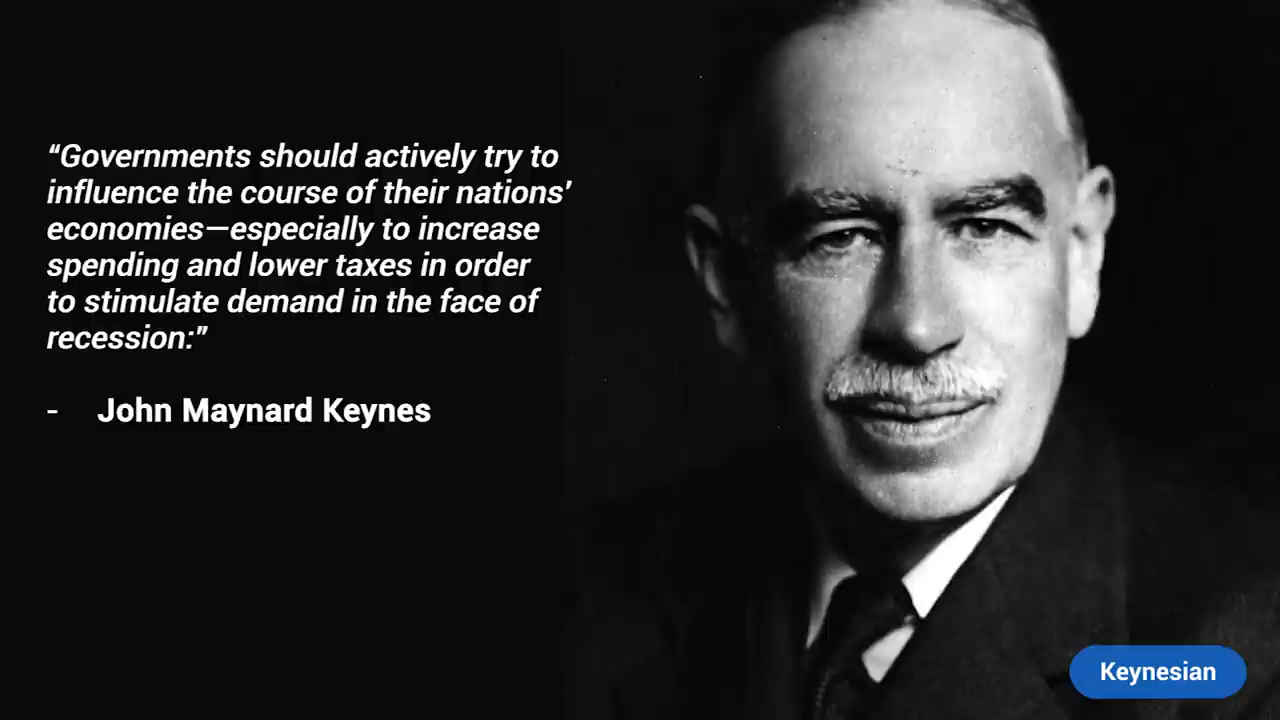 “Governments should actively try to
influence the course of their nations’
economies—especially to increase
spending and lower taxes in order
to stimulate demand in the face of
recession:”
- John Maynard Keynes
Keynesian